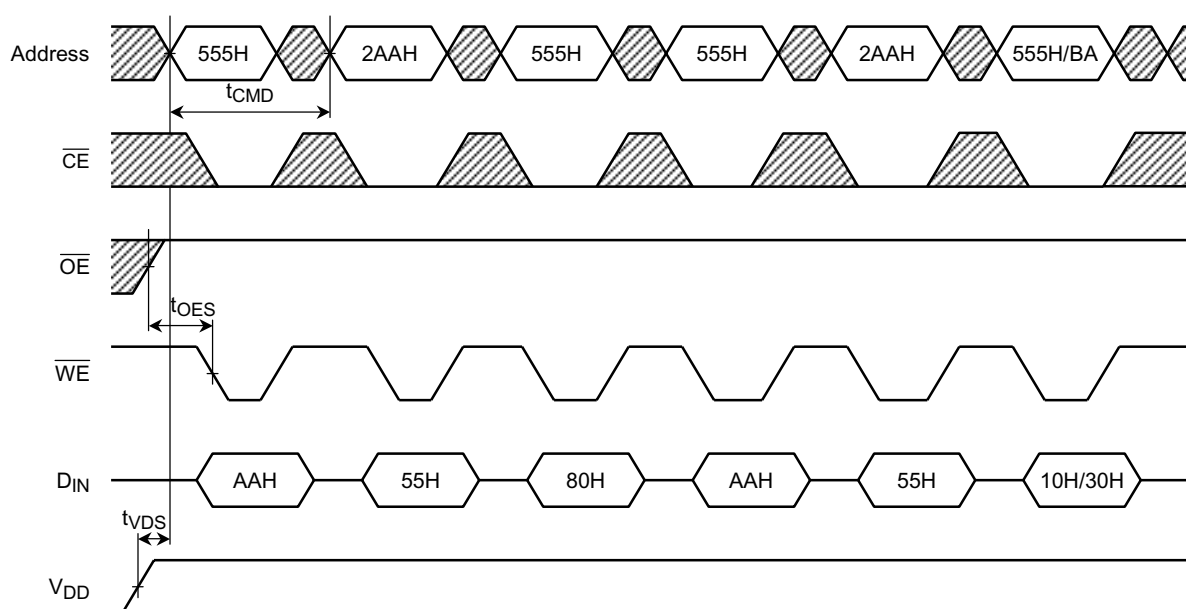 Address 555H 2AAH 555H 555H 2AAH 555H/BA
tCMD
CE
OE
tOES
WE
DIN AAH 55H 80H AAH 55H 10H/30H
tVDS
VDD